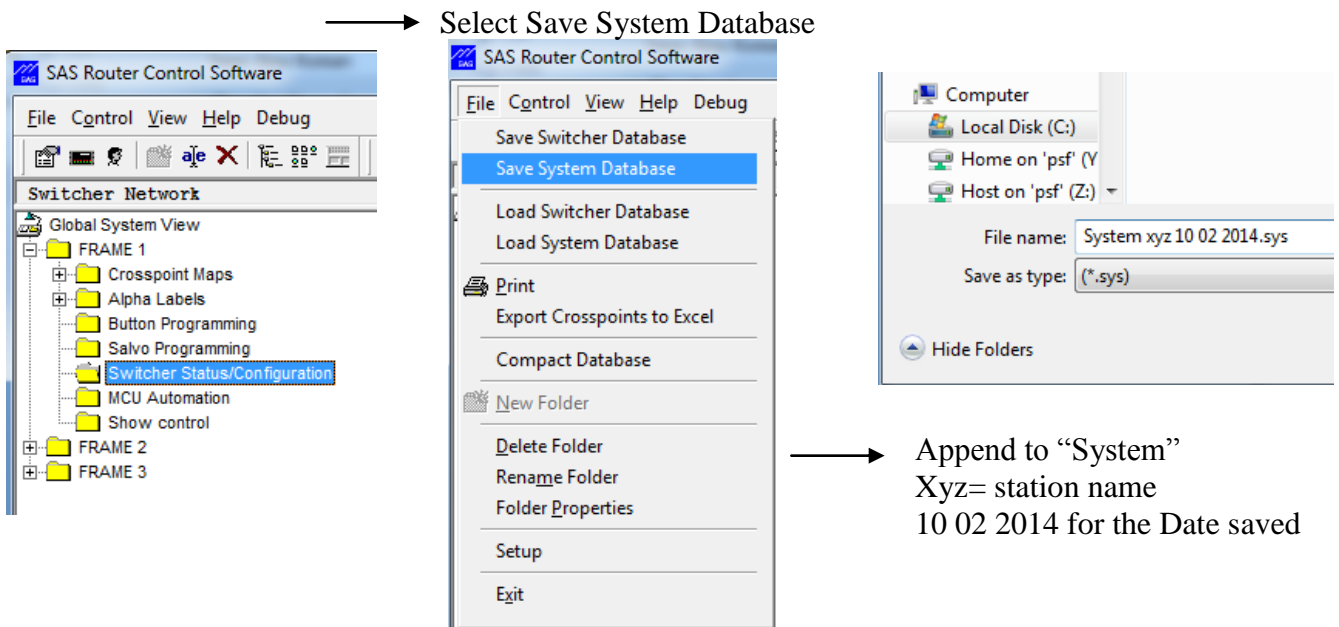 Select Save System Database
SAS Router Control Software
File Control View Help Debug
Switcher Network
Global System View
FRAME 1
Crosspoint Maps
Alpha Labels
Button Programming
Salvo Programming
Switcher Status/Configuration
MCU Automation
Show control
FRAME 2
FRAME 3
SAS Router Control Software
File Control View Help Debug
Save Switcher Database
Save System Database
Load Switcher Database
Load System Database
Print
Export Crosspoints to Excel
Compact Database
New Folder
Delete Folder
Rename Folder
Folder Properties
Setup
Exit
Computer
Local Disk (C:)
Home on 'psf' (Y
Host on 'psf' (Z:)
File name: System xyz 10 02 2014.sys
Save as type: (*.sys)
Hide Folders
Append to “System”
Xyz= station name
10 02 2014 for the Date saved